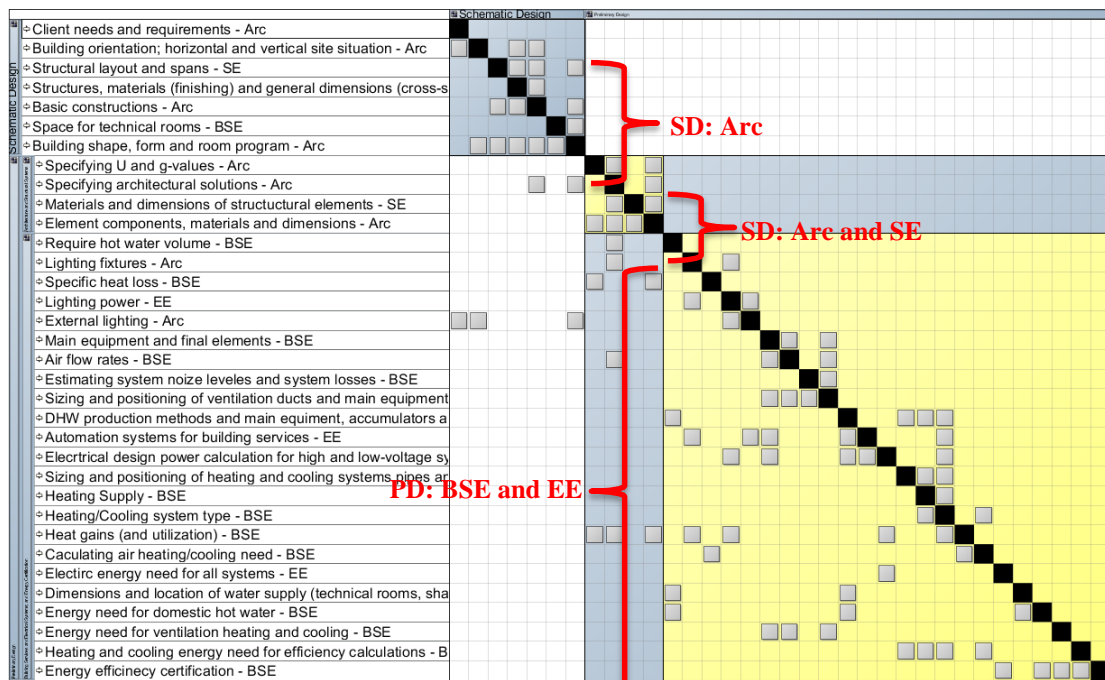 Schematic Design
Preliminary Design
Schematic Design
Client needs and requirements - Arc
Building orientation; horizontal and vertical site situation - Arc
Structural layout and spans - SE
Structures, materials (finishing) and general dimensions (cross-s
Basic constructions - Arc
Space for technical rooms - BSE
Building shape, form and room program - Arc
SD: Arc
Specifying U and g-values - Arc
Specifying architectural solutions - Arc
Materials and dimensions of structuctural elements - SE
Element components, materials and dimensions - Arc
SD: Arc and SE
Require hot water volume - BSE
Lighting fixtures - Arc
Specific heat loss - BSE
Lighting power - EE
External lighting - Arc
Main equipment and final elements - BSE
Air flow rates - BSE
Estimating system noize leveles and system losses - BSE
Sizing and positioning of ventilation ducts and main equipment
DHW production methods and main equiment, accumulators a
Automation systems for building services - EE
Elecrtrical design power calculation for high and low-voltage sy
Sizing and positioning of heating and cooling systems pipes ar
PD: BSE and EE
Heating Supply - BSE
Heating/Cooling system type - BSE
Heat gains (and utilization) - BSE
Caculating air heating/cooling need - BSE
Electirc energy need for all systems - EE
Dimensions and location of water supply (technical rooms, sha
Energy need for domestic hot water - BSE
Energy need for ventilation heating and cooling - BSE
Heating and cooling energy need for efficiency calculations - B
Energy efficinecy certification - BSE
Preliminary Design